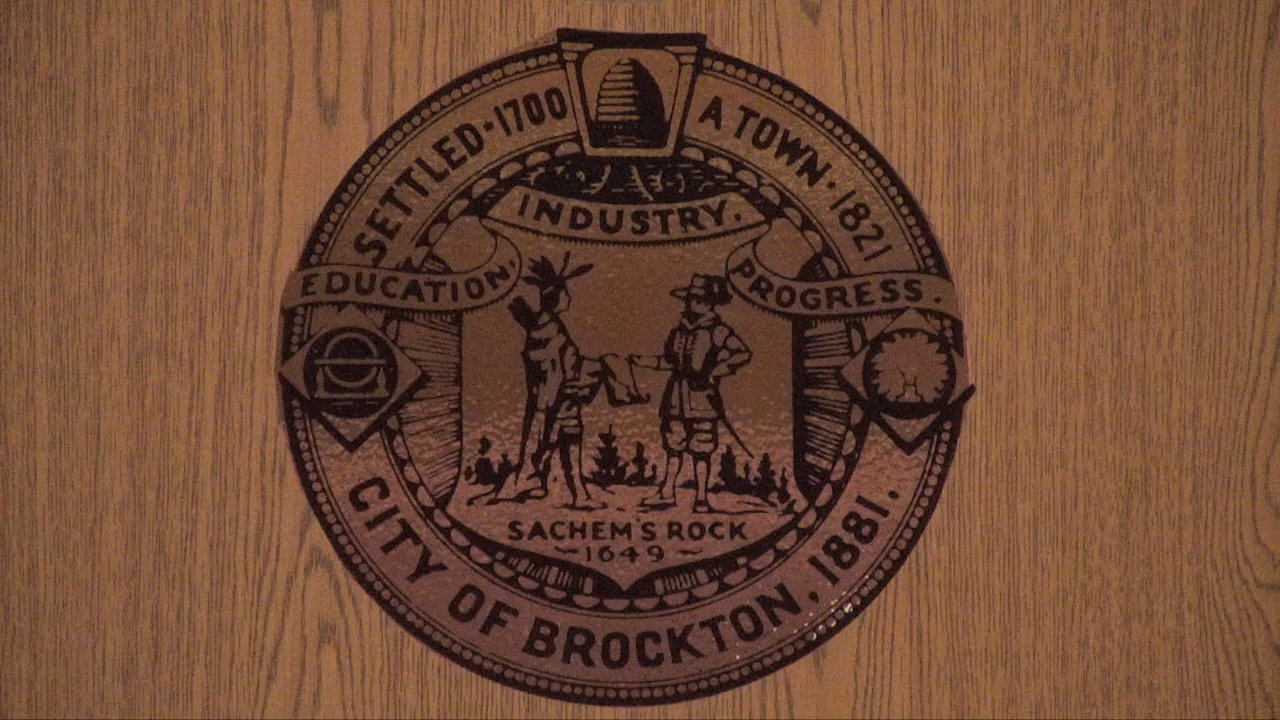 SETTLED·1700
A TOWN·1821
INDUSTRY.
EDUCATION.
PROGRESS.
SACHEM'S ROCK
~1649~
CITY OF BROCKTON, 1881.